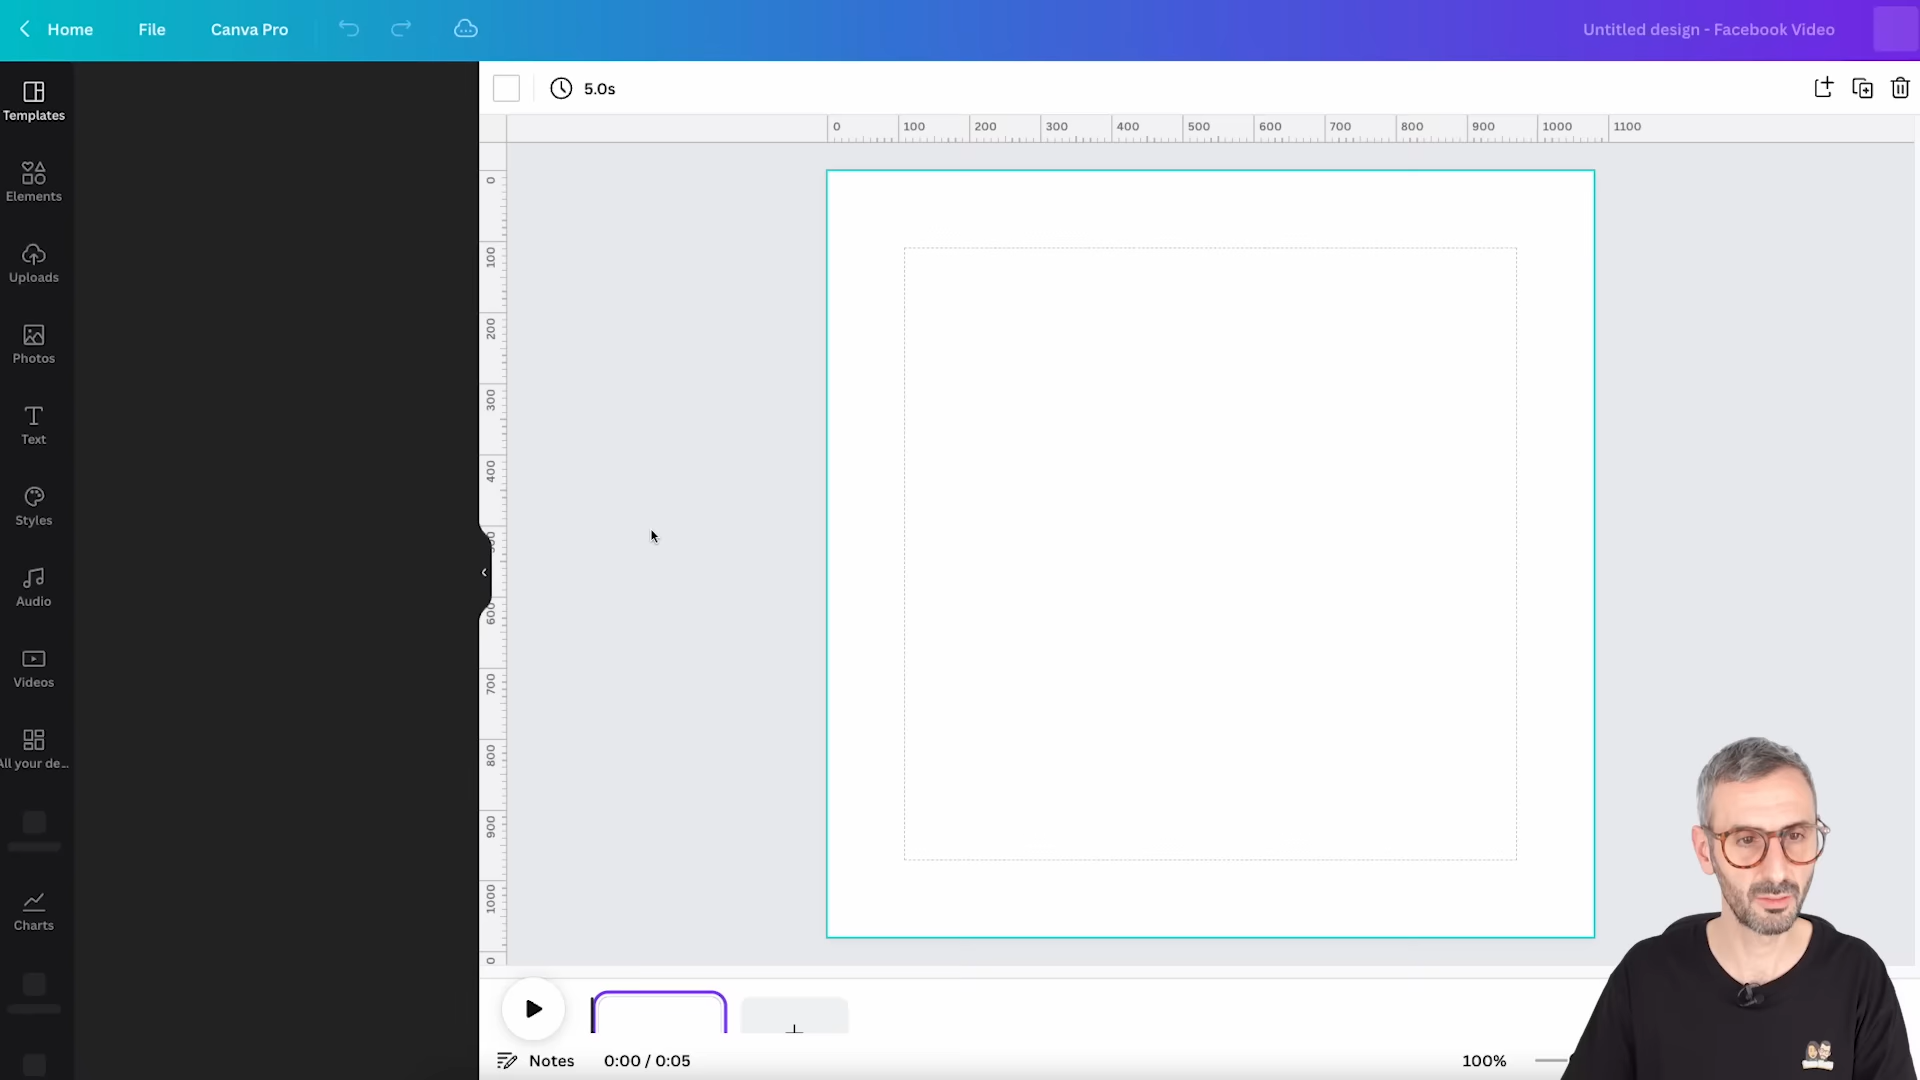 Home File Canva Pro Untitled design - Facebook Video
5.0s
Templates
Elements
Uploads
Photos
Text
Styles
Audio
Videos
All your de...
Charts
0 100 200 300 400 500 600 700 800 900 1000 1100
0
100
200
300
400
600
700
800
900
1000
0
Notes 0:00 / 0:05 100%